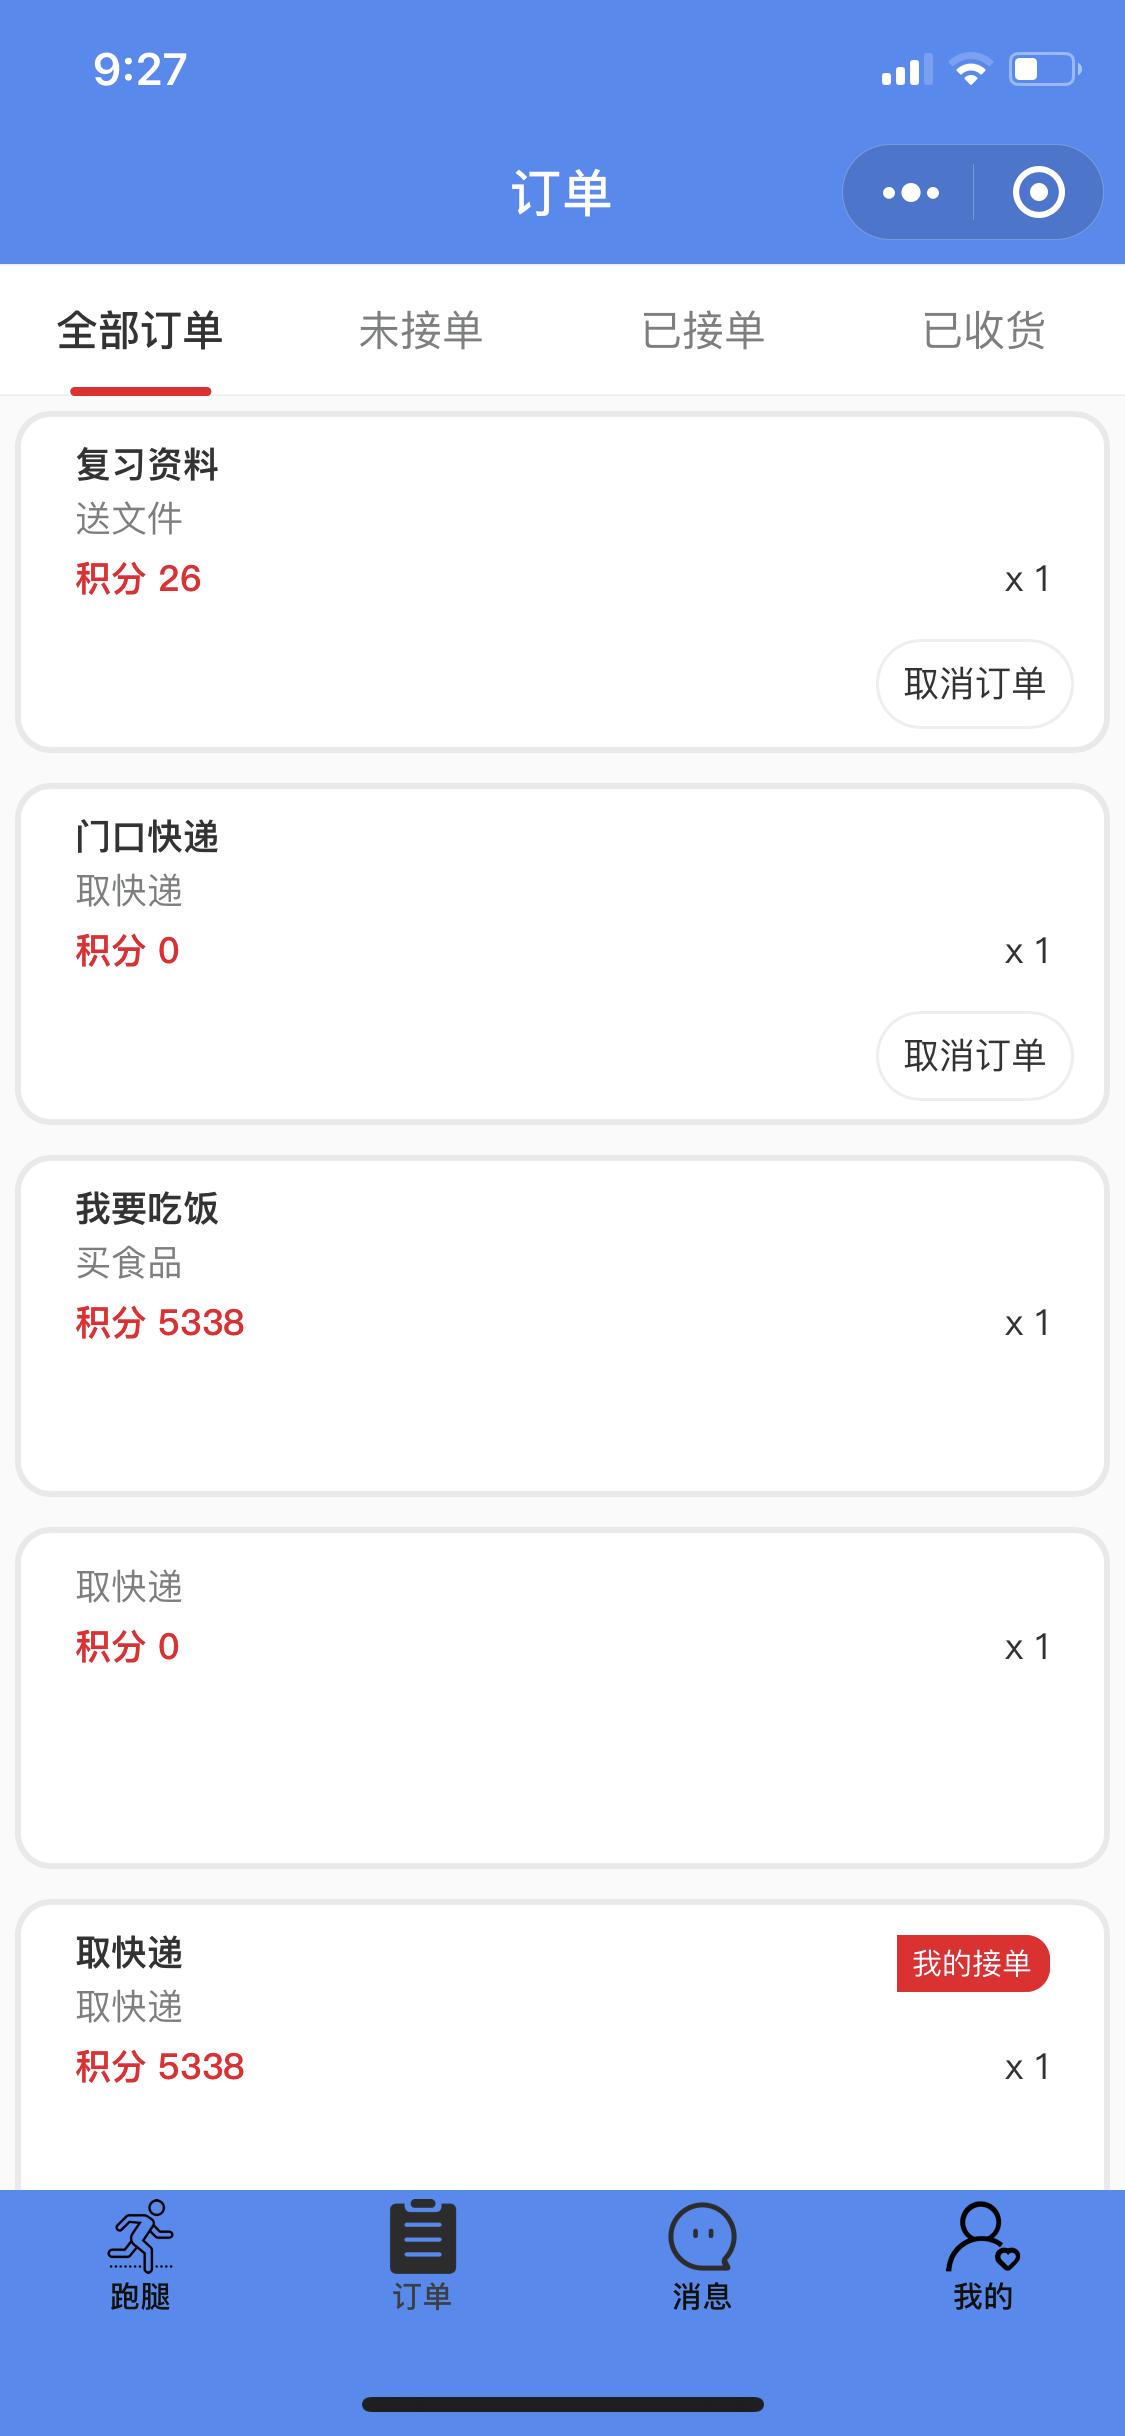 9:27
订单
全部订单 未接单 已接单 已收货
复习资料
送文件
积分 26 x 1
取消订单
门口快递
取快递
积分 0 x 1
取消订单
我要吃饭
买食品
积分 5338 x 1
取快递
积分 0 x 1
取快递 我的接单
取快递
积分 5338 x 1
跑腿 订单 消息 我的